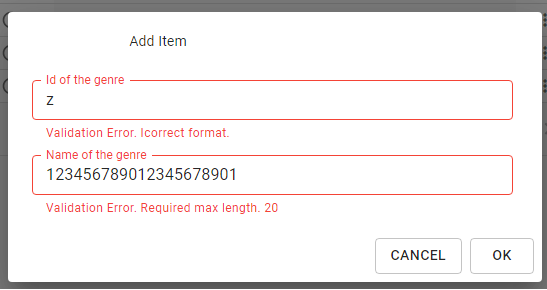 Add Item
Id of the genre
z
Validation Error. Icorrect format.
Name of the genre
123456789012345678901
Validation Error. Required max length. 20
CANCEL OK